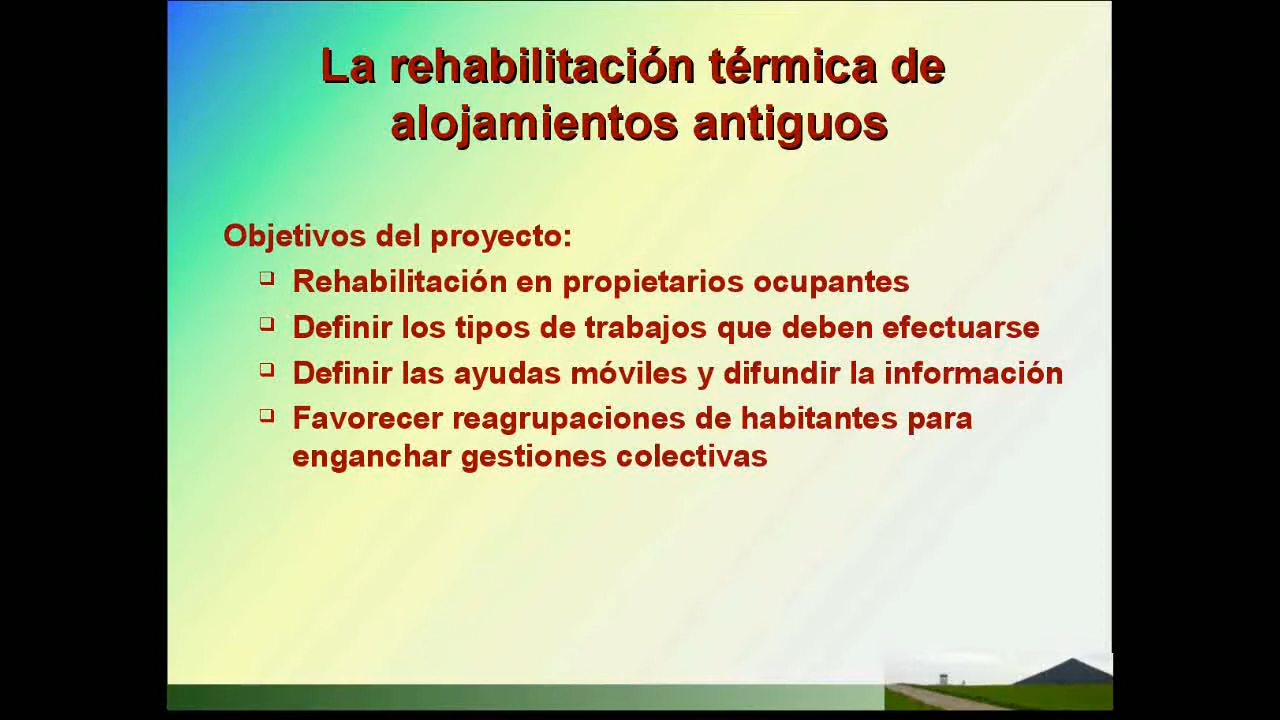 La rehabilitación térmica de
alojamientos antiguos
Objetivos del proyecto:
Rehabilitación en propietarios ocupantes
Definir los tipos de trabajos que deben efectuarse
Definir las ayudas móviles y difundir la información
Favorecer reagrupaciones de habitantes para
enganchar gestiones colectivas